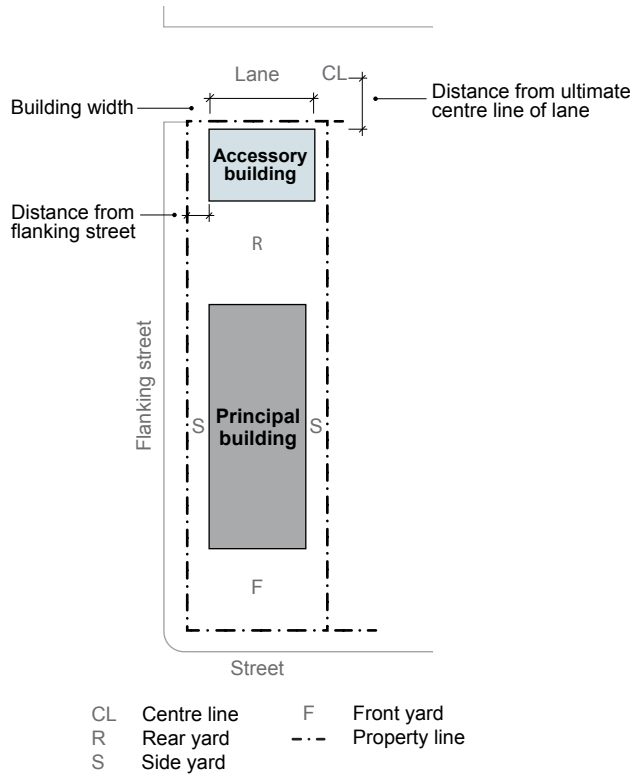 Lane
CL
Building width
Distance from ultimate
centre line of lane
Accessory
building
Distance from
flanking street
R
Flanking street
S
Principal
building
S
F
Street
CL Centre line
R Rear yard
S Side yard
F Front yard
Property line